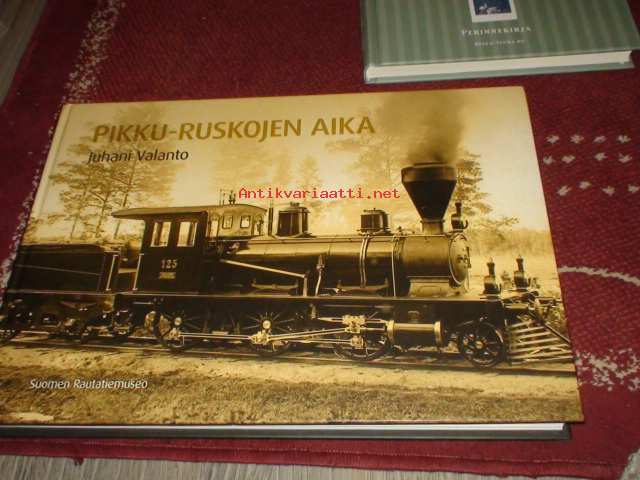 PERINNEKIRJA
PIKKU-RUSKOJEN AIKA
Juhani Valanto
Antikvariaatti.net
125
Suomen Rautatiemuseo